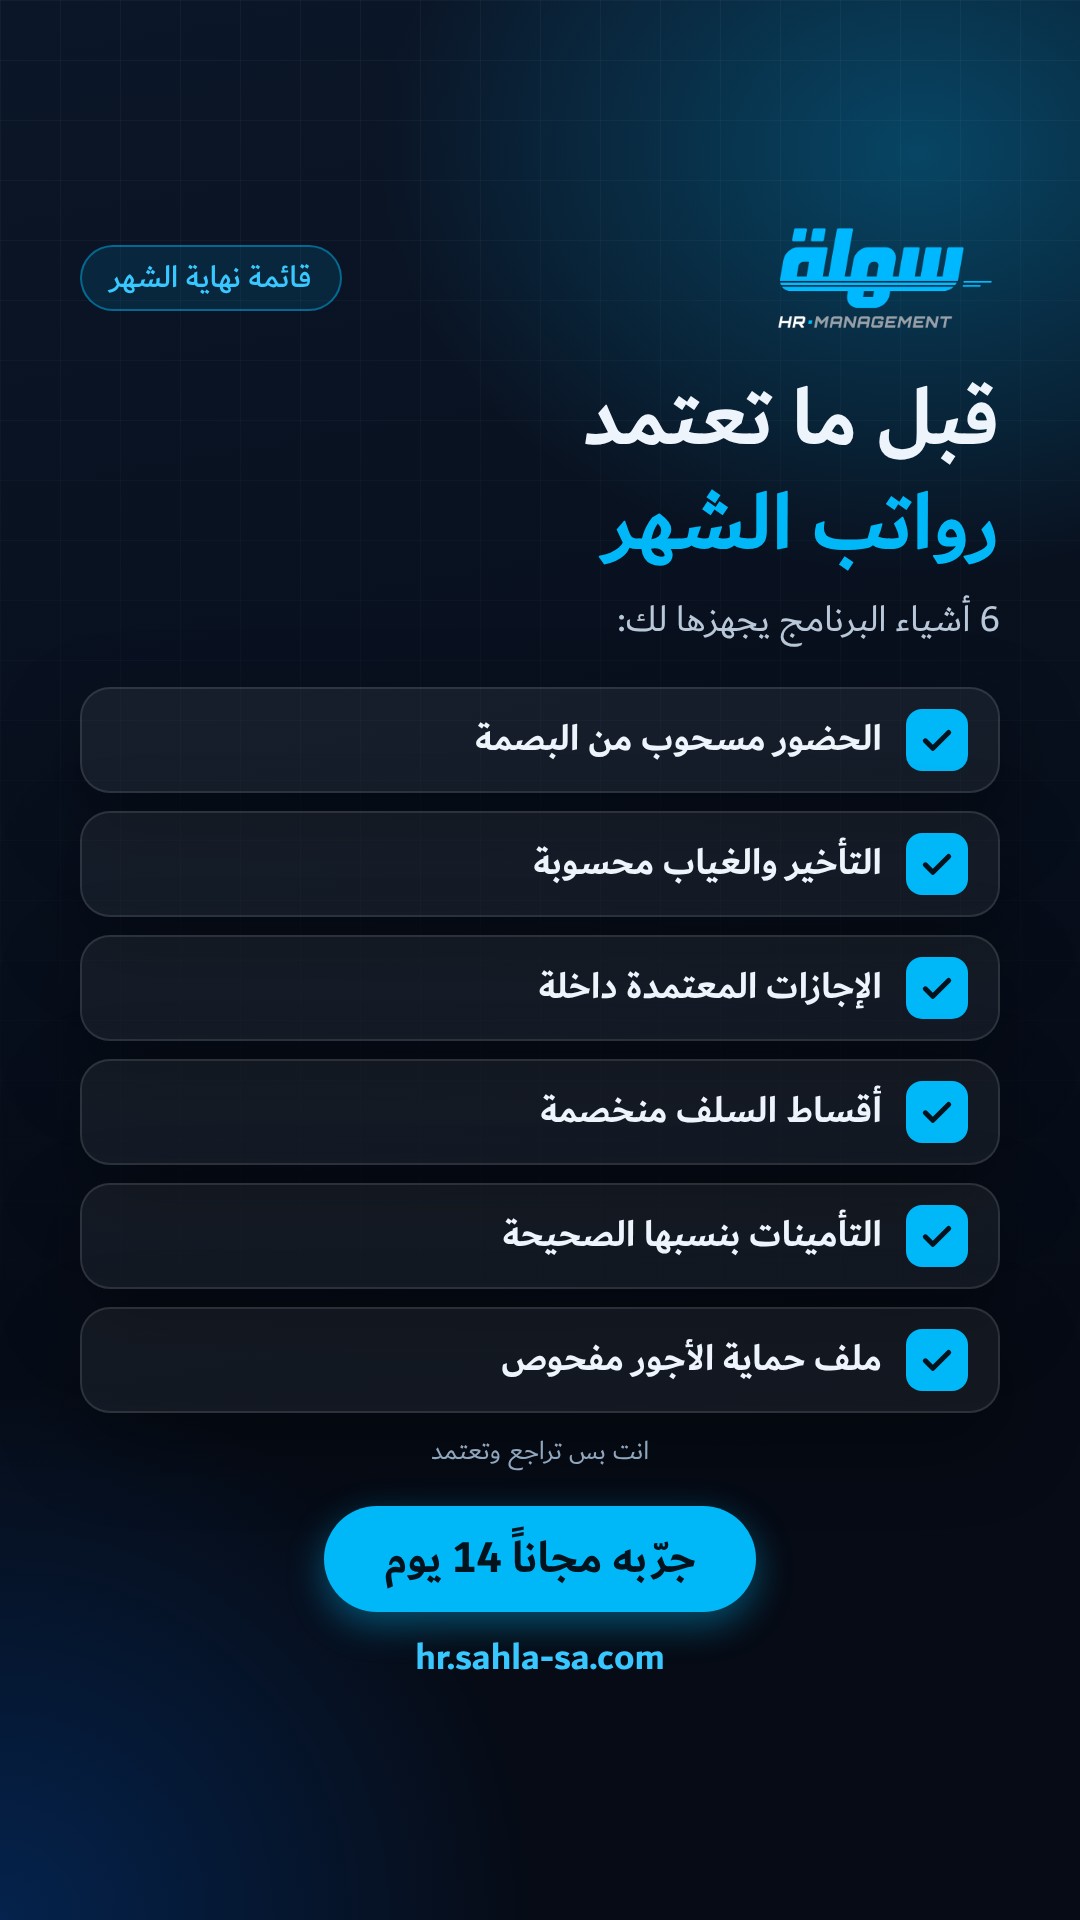 سهلة
HR·MANAGEMENT
قائمة نهاية الشهر
قبل ما تعتمد
رواتب الشهر
6 أشياء البرنامج يجهزها لك:
الحضور مسحوب من البصمة
التأخير والغياب محسوبة
الإجازات المعتمدة داخلة
أقساط السلف منخصمة
التأمينات بنسبها الصحيحة
ملف حماية الأجور مفحوص
انت بس تراجع وتعتمد
جرّبه مجاناً 14 يوم
hr.sahla-sa.com